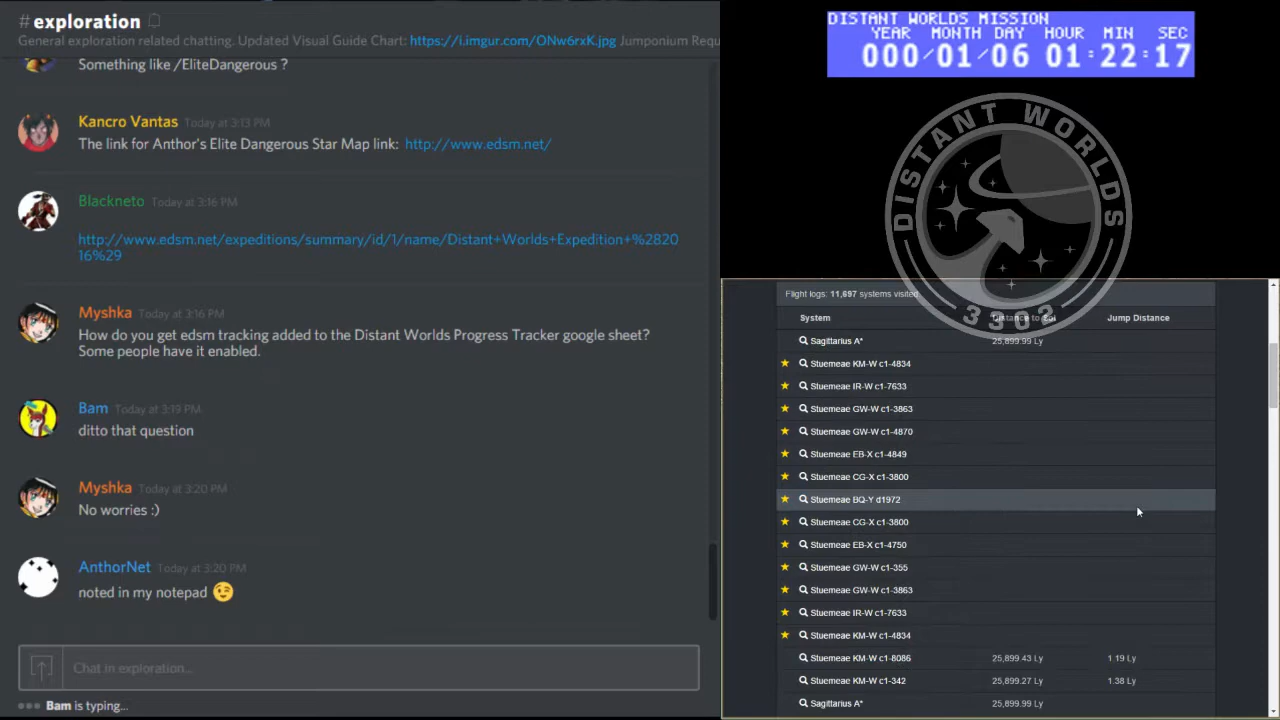 #exploration
General exploration related chatting. Updated Visual Guide Chart: https://i.imgur.com/ONw6rxK.jpg Jumponium Requ
Something like /EliteDangerous ?
Kancro Vantas Today at 3:13 PM
The link for Anthor's Elite Dangerous Star Map link: http://www.edsm.net/
Blackneto Today at 3:16 PM
http://www.edsm.net/expeditions/summary/id/1/name/Distant+Worlds+Expedition+%2820
16%29
Myshka Today at 3:16 PM
How do you get edsm tracking added to the Distant Worlds Progress Tracker google sheet?
Some people have it enabled.
Bam Today at 3:19 PM
ditto that question
Myshka Today at 3:20 PM
No worries :)
AnthorNet Today at 3:20 PM
noted in my notepad 😉
Chat in exploration...
Bam is typing...
DISTANT WORLDS MISSION
YEAR MONTH DAY HOUR MIN SEC
000/01/06 01:22:17
DISTANT WORLDS
3302
Flight logs: 11,697 systems visited.
System Distance to Sol Jump Distance
Sagittarius A* 25,899.99 Ly
Stuemeae KM-W c1-4834
Stuemeae IR-W c1-7633
Stuemeae GW-W c1-3863
Stuemeae GW-W c1-4870
Stuemeae EB-X c1-4849
Stuemeae CG-X c1-3800
Stuemeae BQ-Y d1972
Stuemeae CG-X c1-3800
Stuemeae EB-X c1-4750
Stuemeae GW-W c1-355
Stuemeae GW-W c1-3863
Stuemeae IR-W c1-7633
Stuemeae KM-W c1-4834
Stuemeae KM-W c1-8086 25,899.43 Ly 1.19 Ly
Stuemeae KM-W c1-342 25,899.27 Ly 1.38 Ly
Sagittarius A* 25,899.99 Ly